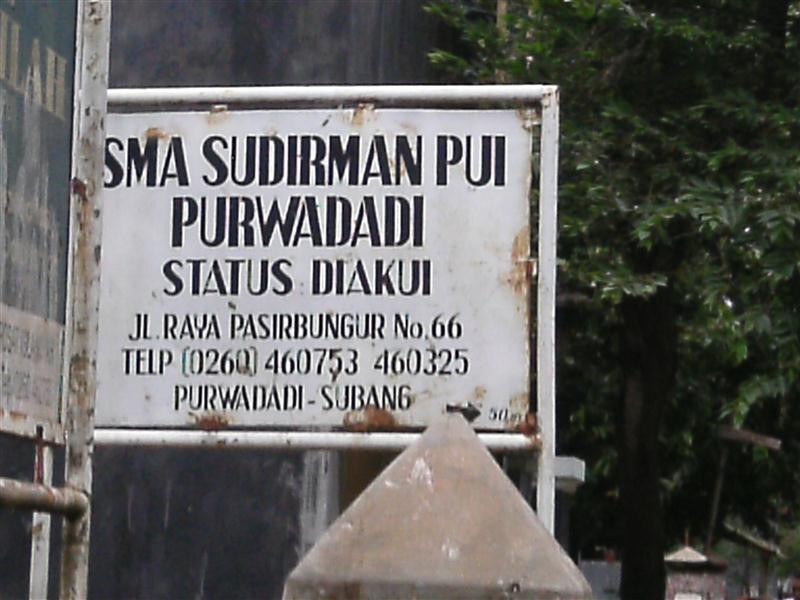 SMA SUDIRMAN PUI
PURWADADI
STATUS DIAKUI
JL. RAYA PASIRBUNGUR No. 66
TELP (0260) 460753 460325
PURWADADI - SUBANG